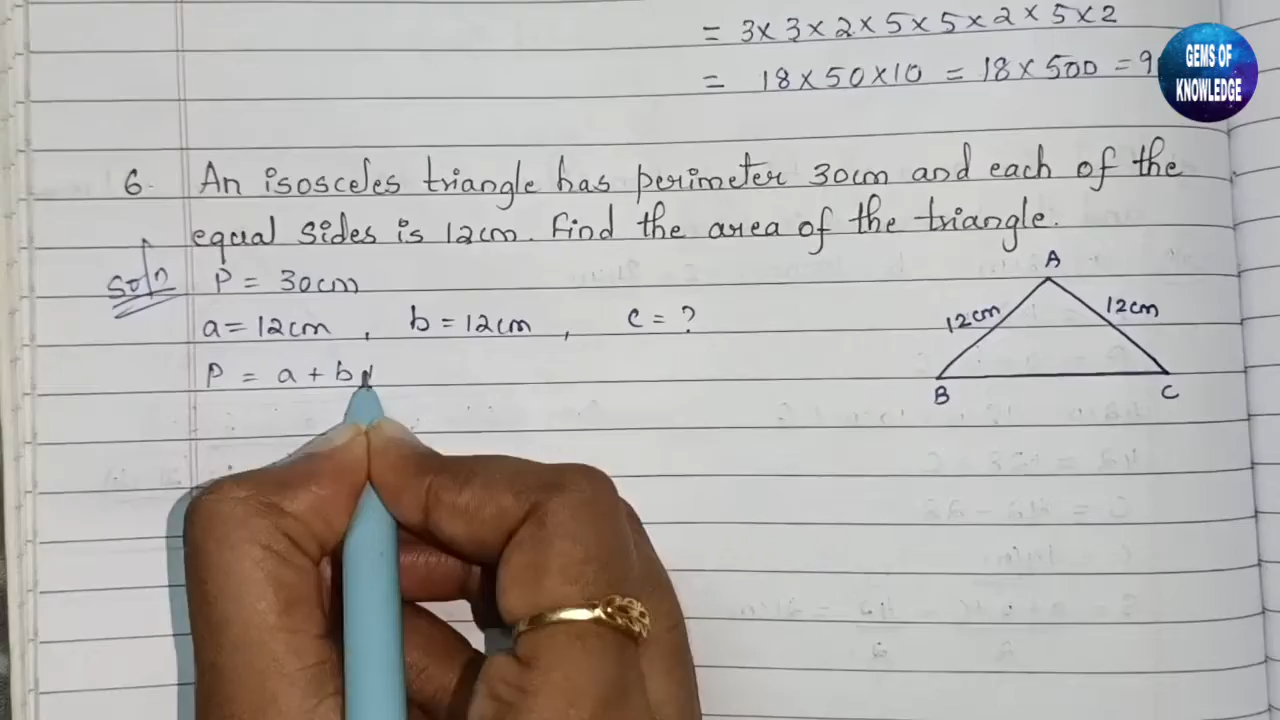 = 3 × 3 × 2 × 5 × 5 × 2 × 5 × 2
= 18 × 50 × 10 = 18 × 500 = 9
GEMS OF
KNOWLEDGE
6. An isosceles triangle has perimeter 30cm and each of the
equal sides is 12cm. Find the area of the triangle.
Soln P = 30cm
a = 12cm , b = 12cm , c = ?
P = a + b
A
12cm 12cm
B C